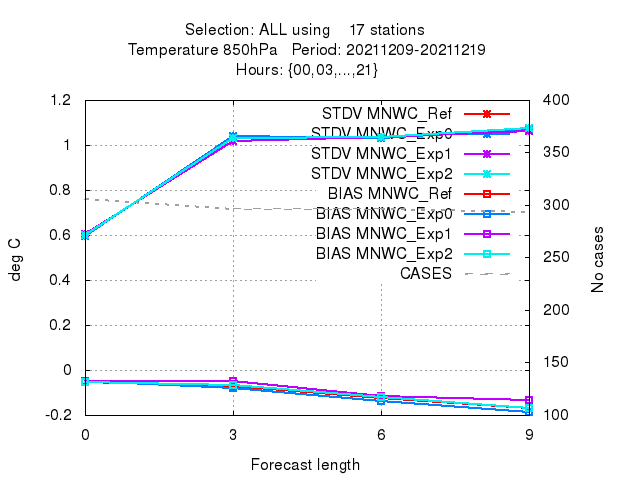 Selection: ALL using    17 stations
Temperature 850hPa   Period: 20211209-20211219
Hours: {00,03,...,21}
1.2
1
0.8
0.6
0.4
0.2
0
-0.2
deg C
400
350
300
250
200
150
100
No cases
STDV MNWC_Ref
STDV MNWC_Exp0
STDV MNWC_Exp1
STDV MNWC_Exp2
BIAS MNWC_Ref
BIAS MNWC_Exp0
BIAS MNWC_Exp1
BIAS MNWC_Exp2
CASES
0 3 6 9
Forecast length